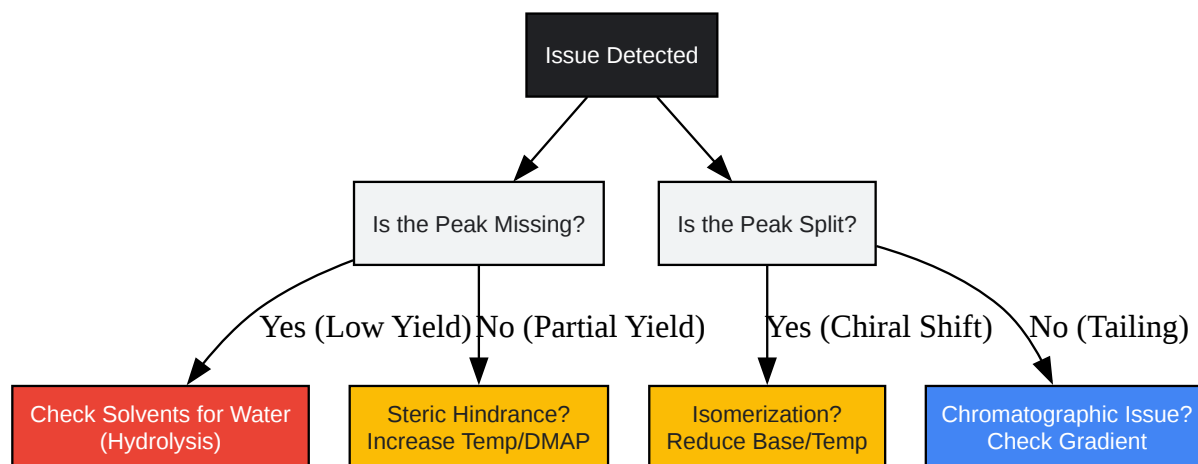 Issue Detected
Is the Peak Missing?
Is the Peak Split?
Yes (Low Yield)
No (Partial Yield)
Yes (Chiral Shift)
No (Tailing)
Check Solvents for Water
(Hydrolysis)
Steric Hindrance?
Increase Temp/DMAP
Isomerization?
Reduce Base/Temp
Chromatographic Issue?
Check Gradient